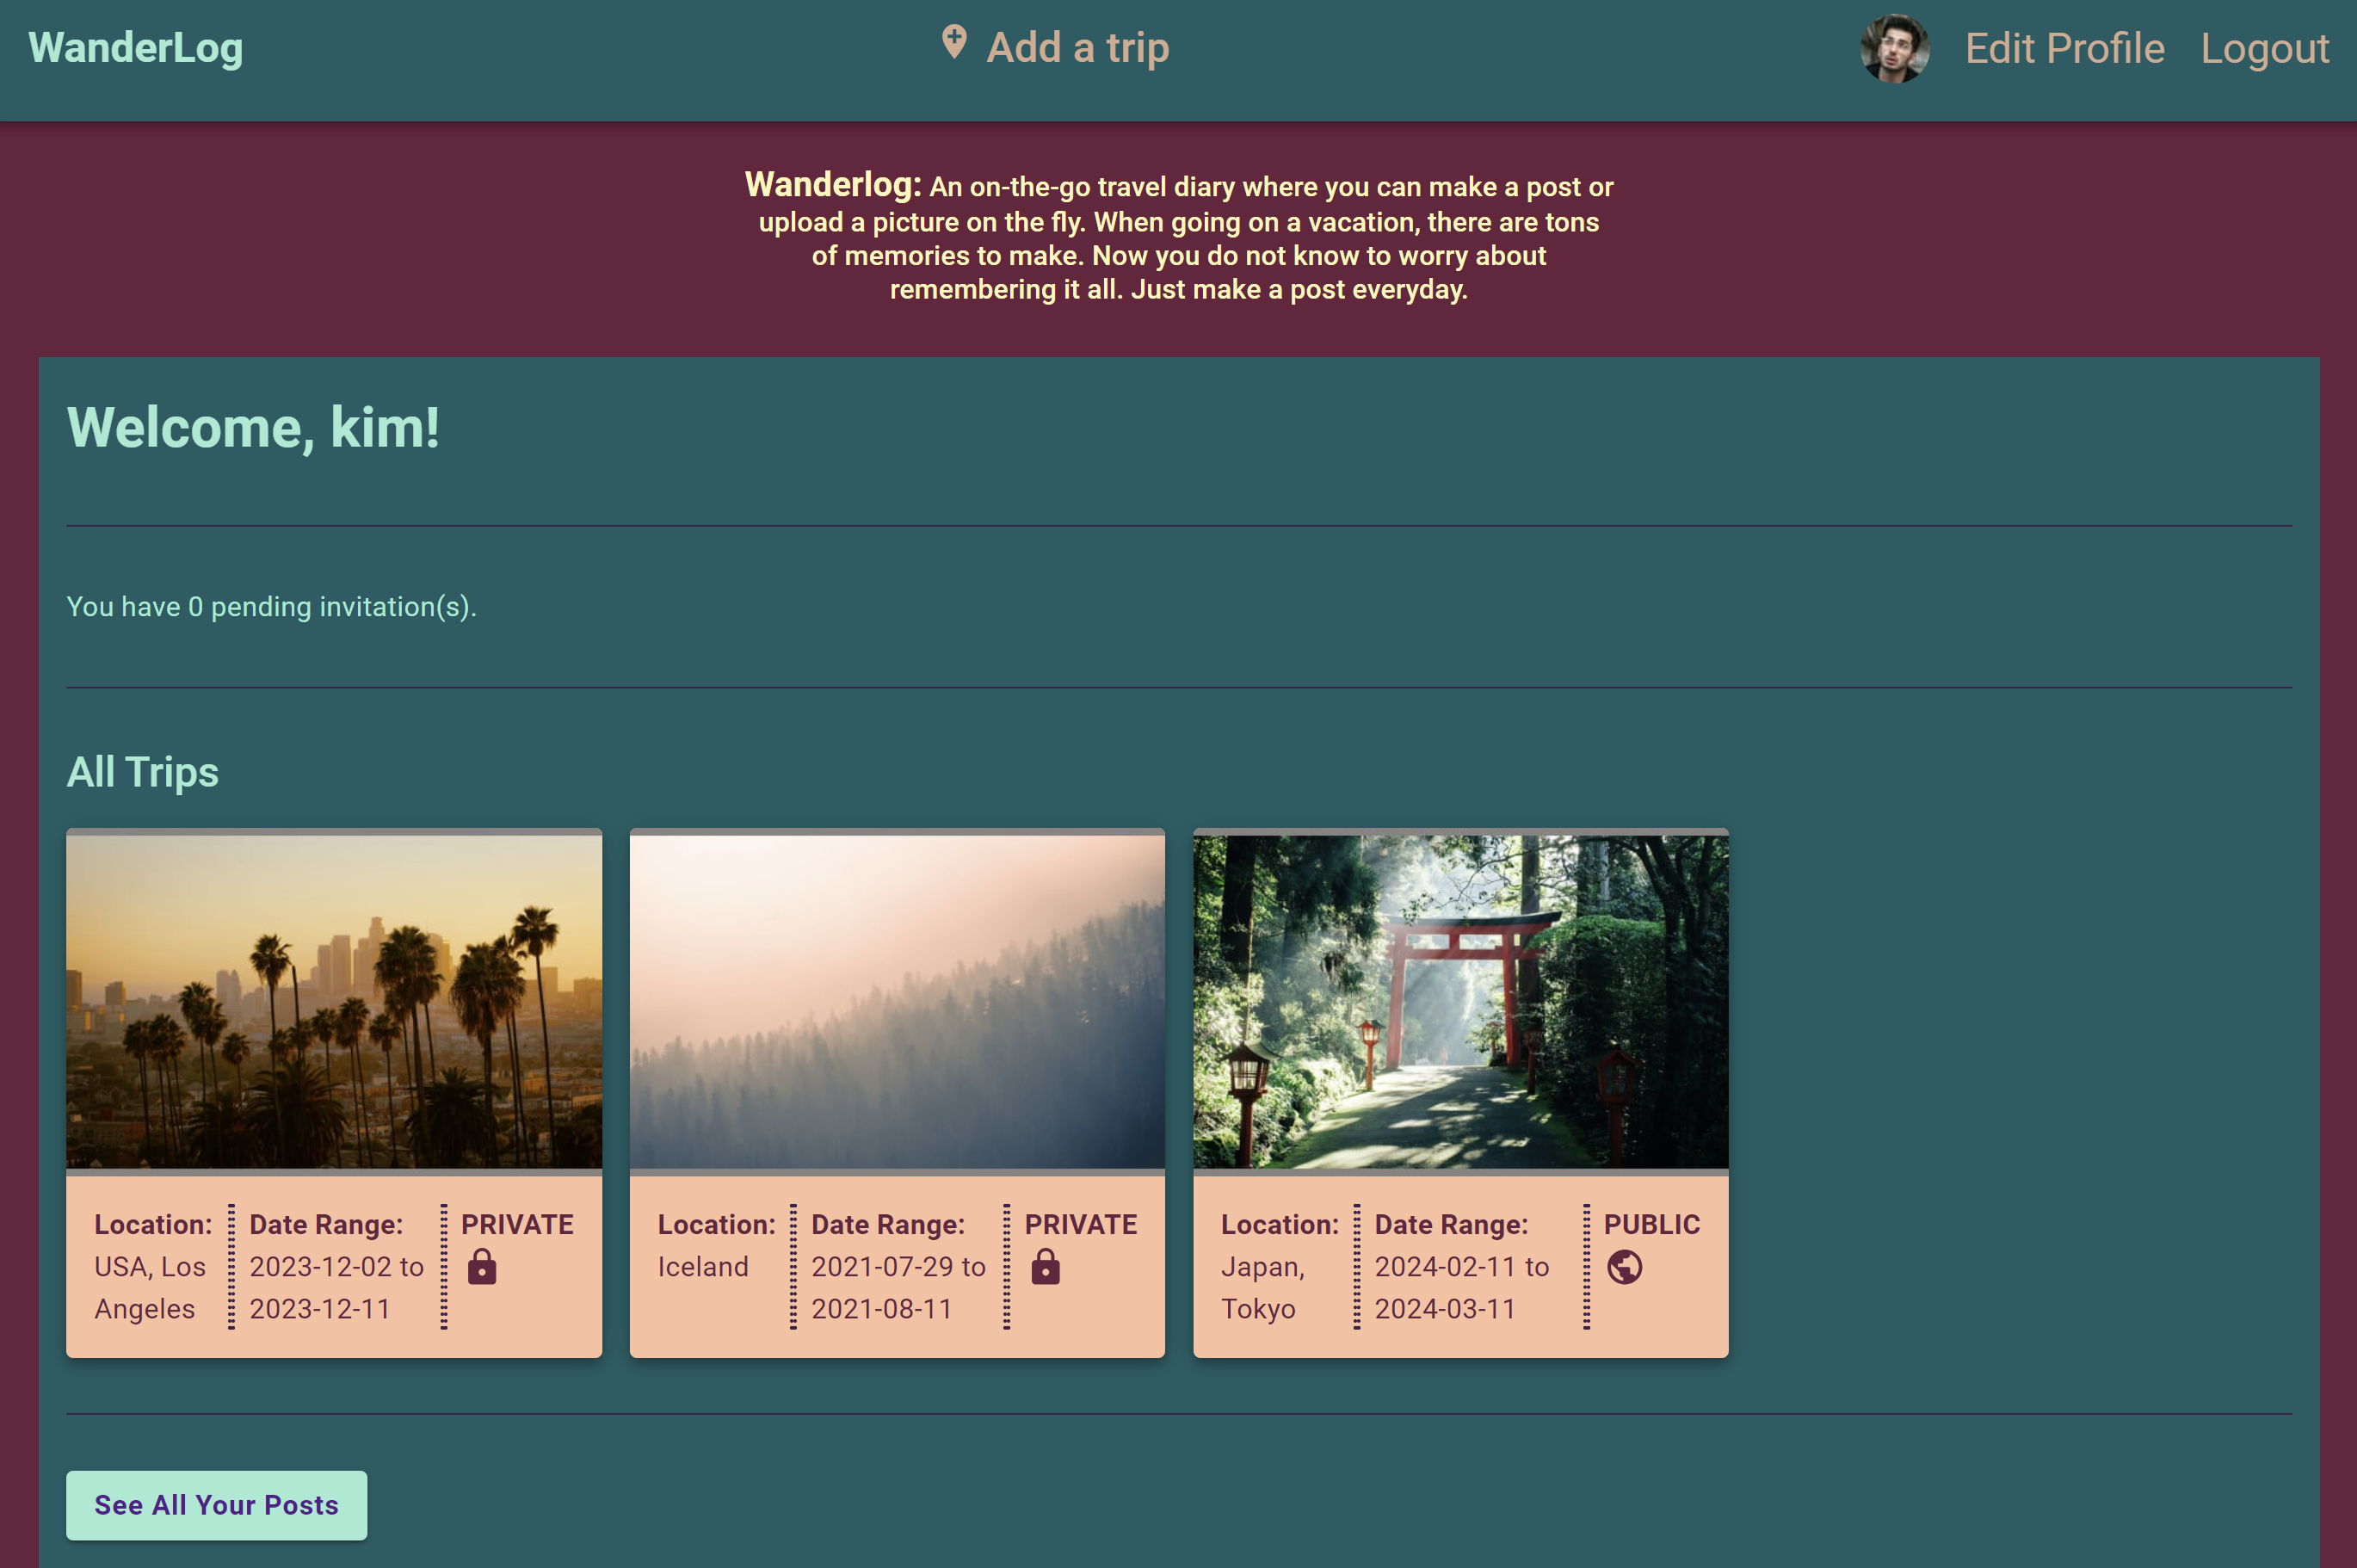 WanderLog
Add a trip
Edit Profile
Logout
Wanderlog: An on-the-go travel diary where you can make a post or
upload a picture on the fly. When going on a vacation, there are tons
of memories to make. Now you do not know to worry about
remembering it all. Just make a post everyday.
Welcome, kim!
You have 0 pending invitation(s).
All Trips
Location:
USA, Los
Angeles
Date Range:
2023-12-02 to
2023-12-11
PRIVATE
Location:
Iceland
Date Range:
2021-07-29 to
2021-08-11
PRIVATE
Location:
Japan,
Tokyo
Date Range:
2024-02-11 to
2024-03-11
PUBLIC
See All Your Posts